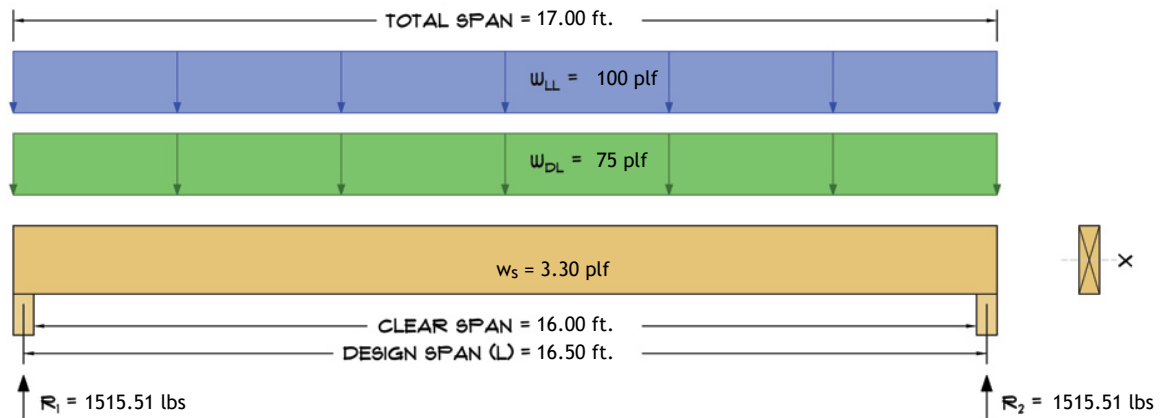 TOTAL SPAN = 17.00 ft.
wLL = 100 plf
wDL = 75 plf
ws = 3.30 plf
X
CLEAR SPAN = 16.00 ft.
DESIGN SPAN (L) = 16.50 ft.
R1 = 1515.51 lbs
R2 = 1515.51 lbs